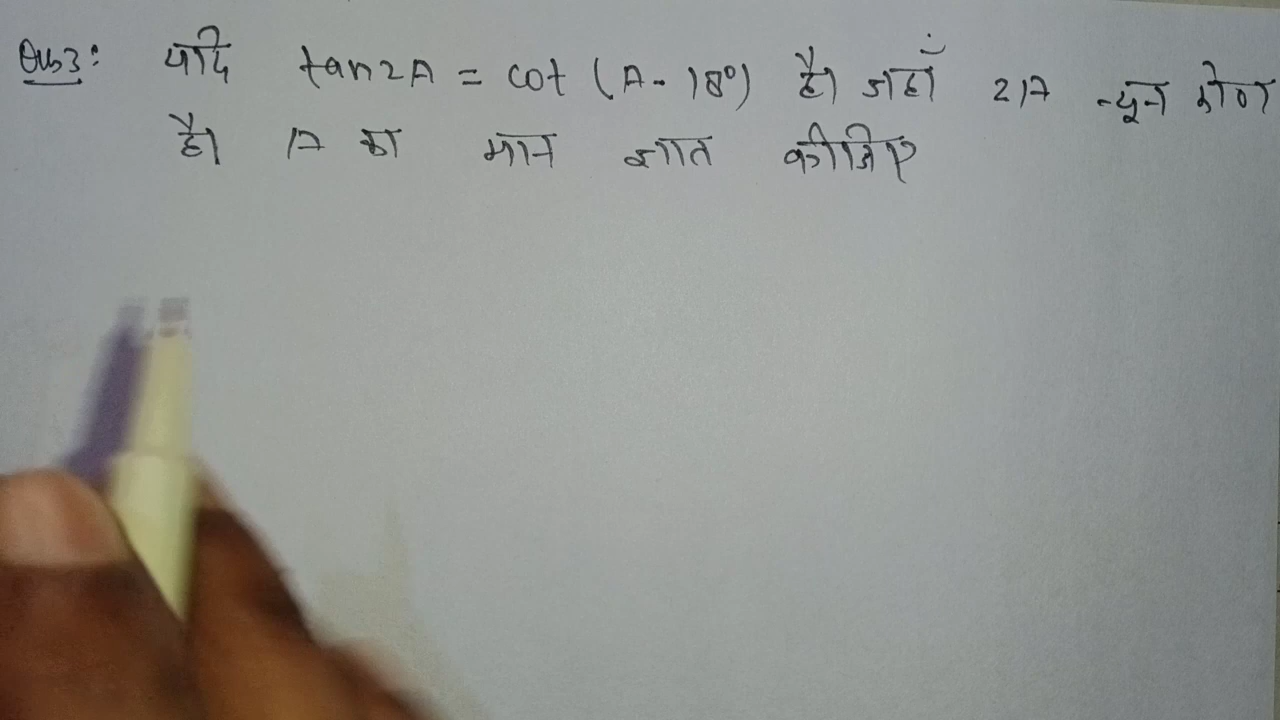 Qus3: यदि tan2A = cot (A-18°) है। जहाँ 2A न्यून कोण
है। A का मान ज्ञात कीजिए